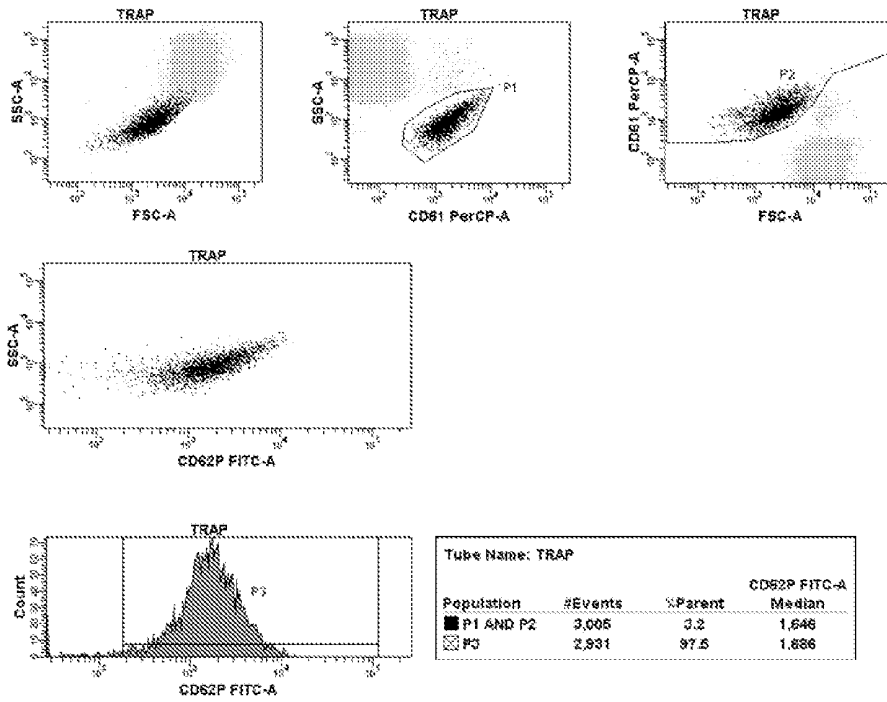 TRAP
SSC-A
FSC-A
TRAP
SSC-A
P1
CD61 PerCP-A
TRAP
CD61 PerCP-A
P2
FSC-A
TRAP
SSC-A
CD62P FITC-A
TRAP
Count
P3
CD62P FITC-A
Tube Name: TRAP
CD62P FITC-A
Population #Events %Parent Median
P1 AND P2 3,005 3.2 1,646
P3 2,931 97.5 1,686